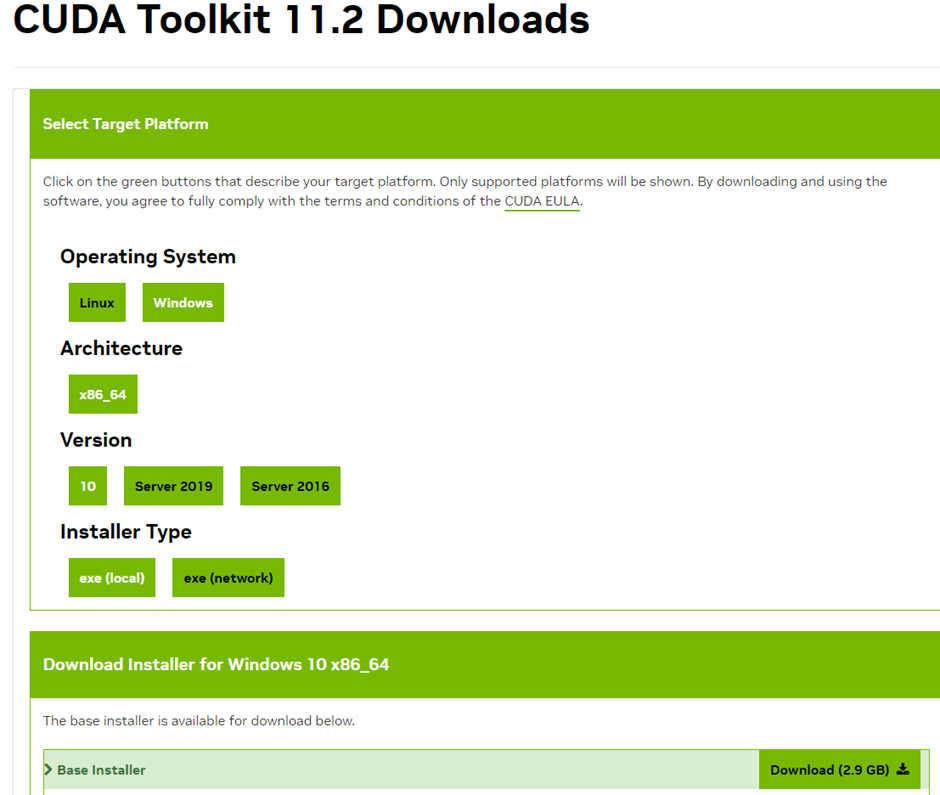 CUDA Toolkit 11.2 Downloads
Select Target Platform
Click on the green buttons that describe your target platform. Only supported platforms will be shown. By downloading and using the
software, you agree to fully comply with the terms and conditions of the CUDA EULA.
Operating System
Linux Windows
Architecture
x86_64
Version
10 Server 2019 Server 2016
Installer Type
exe (local) exe (network)
Download Installer for Windows 10 x86_64
The base installer is available for download below.
Base Installer Download (2.9 GB)